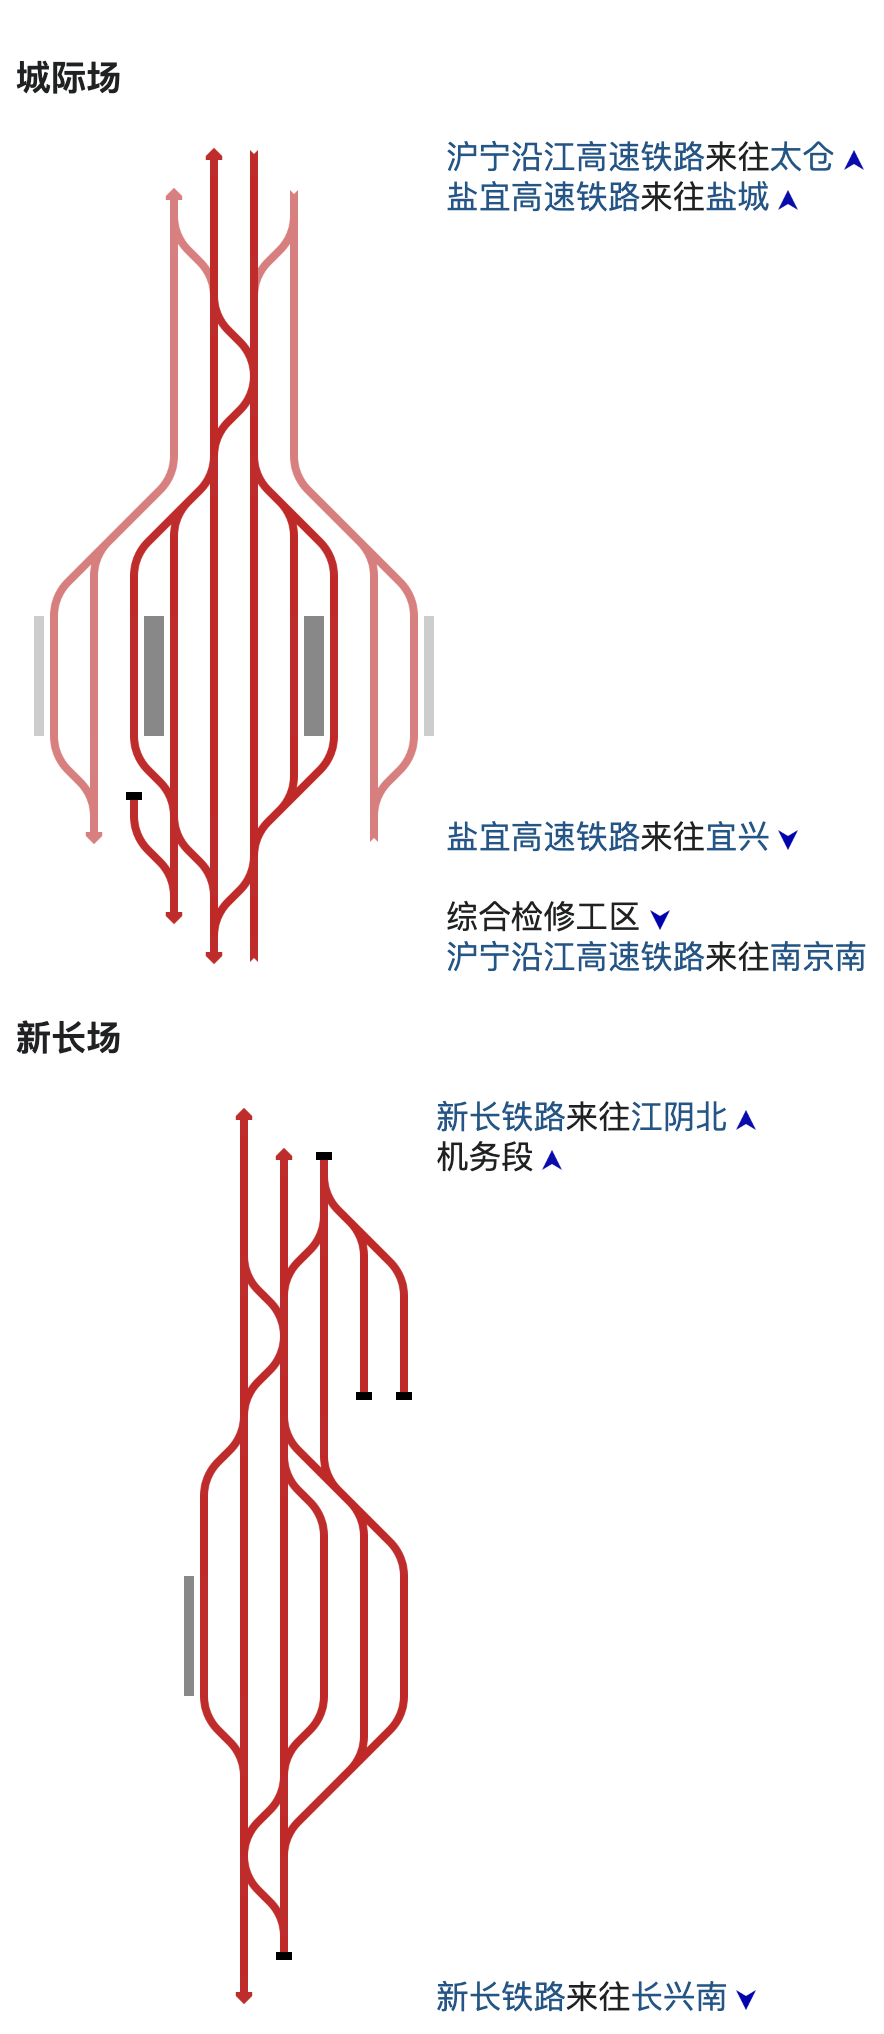 城际场
沪宁沿江高速铁路来往太仓
盐宜高速铁路来往盐城
盐宜高速铁路来往宜兴
综合检修工区
沪宁沿江高速铁路来往南京南
新长场
新长铁路来往江阴北
机务段
新长铁路来往长兴南